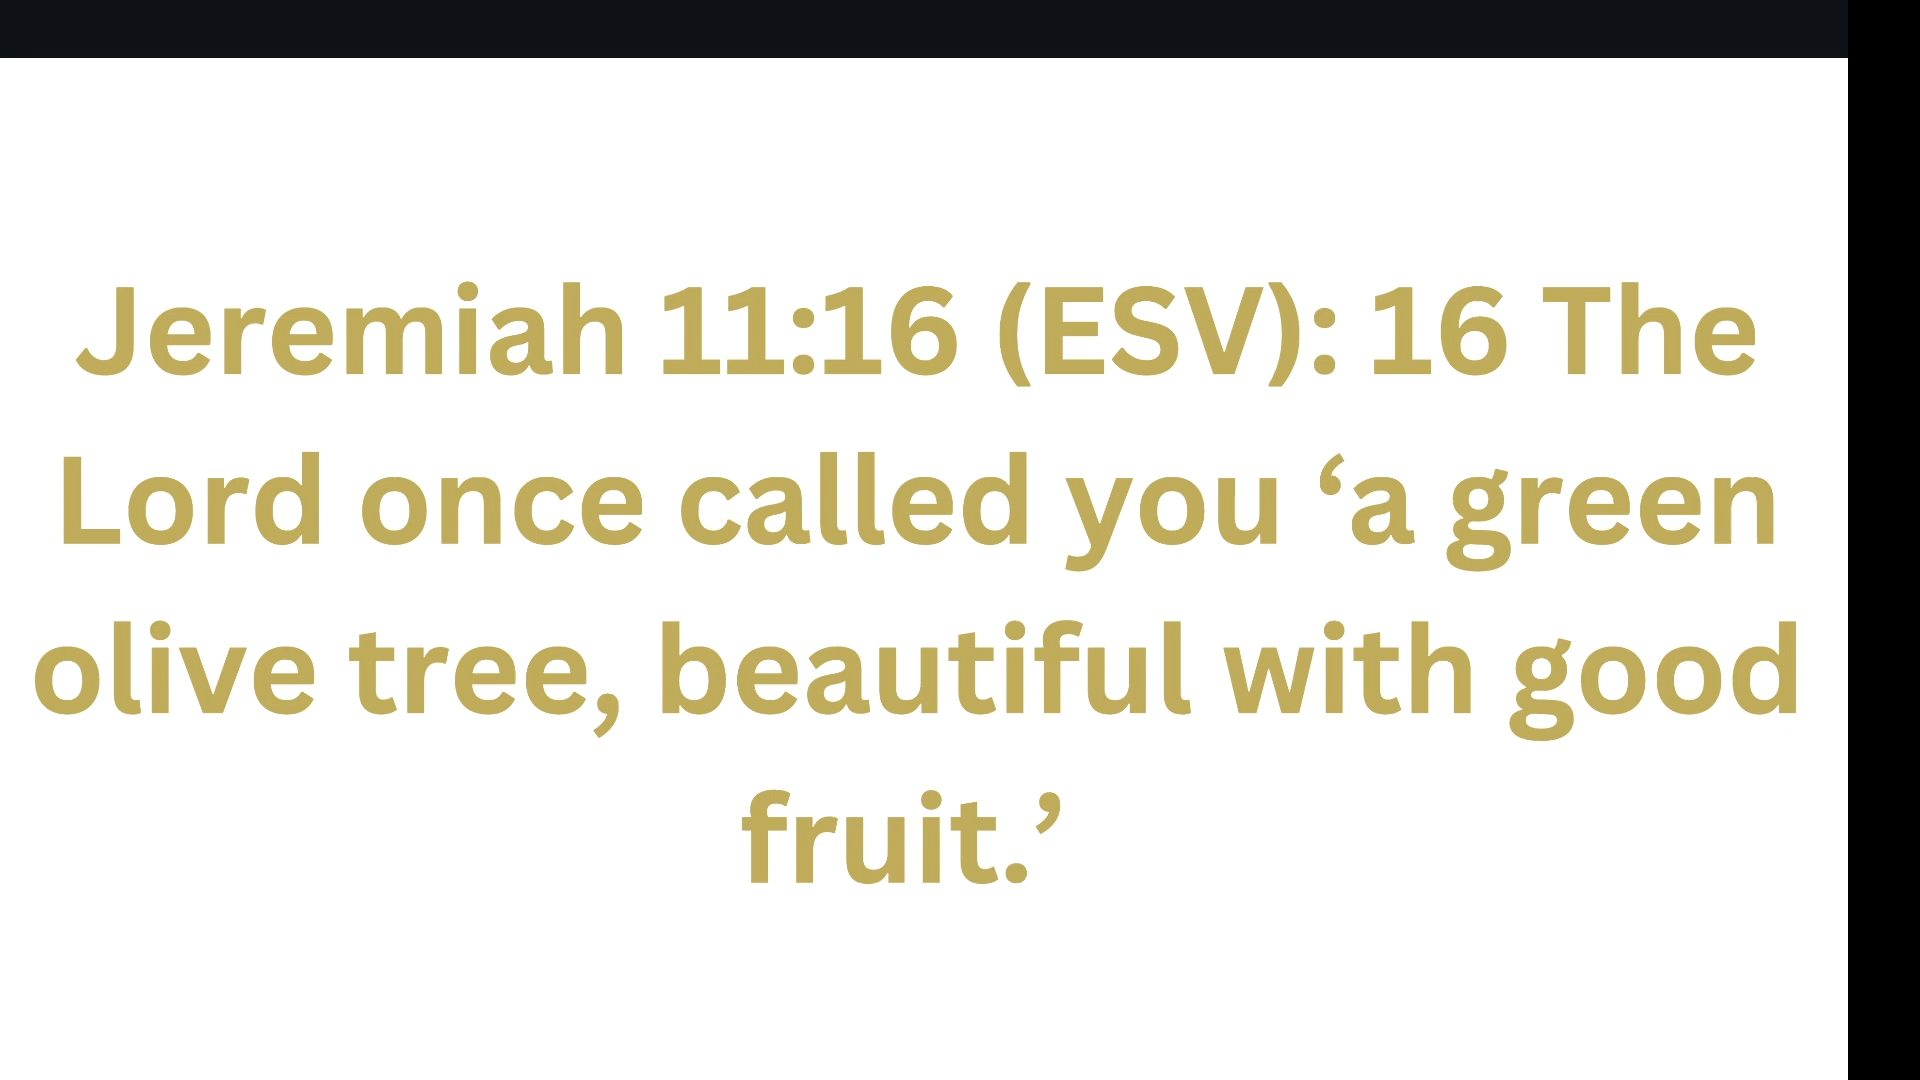 Jeremiah 11:16 (ESV): 16 The
Lord once called you ‘a green
olive tree, beautiful with good
fruit.’